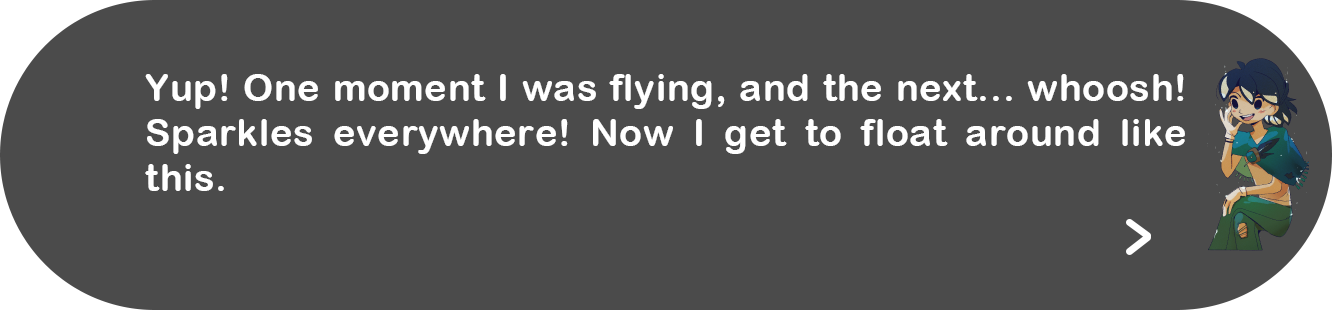 Yup! One moment I was flying, and the next... whoosh!
Sparkles everywhere! Now I get to float around like
this.